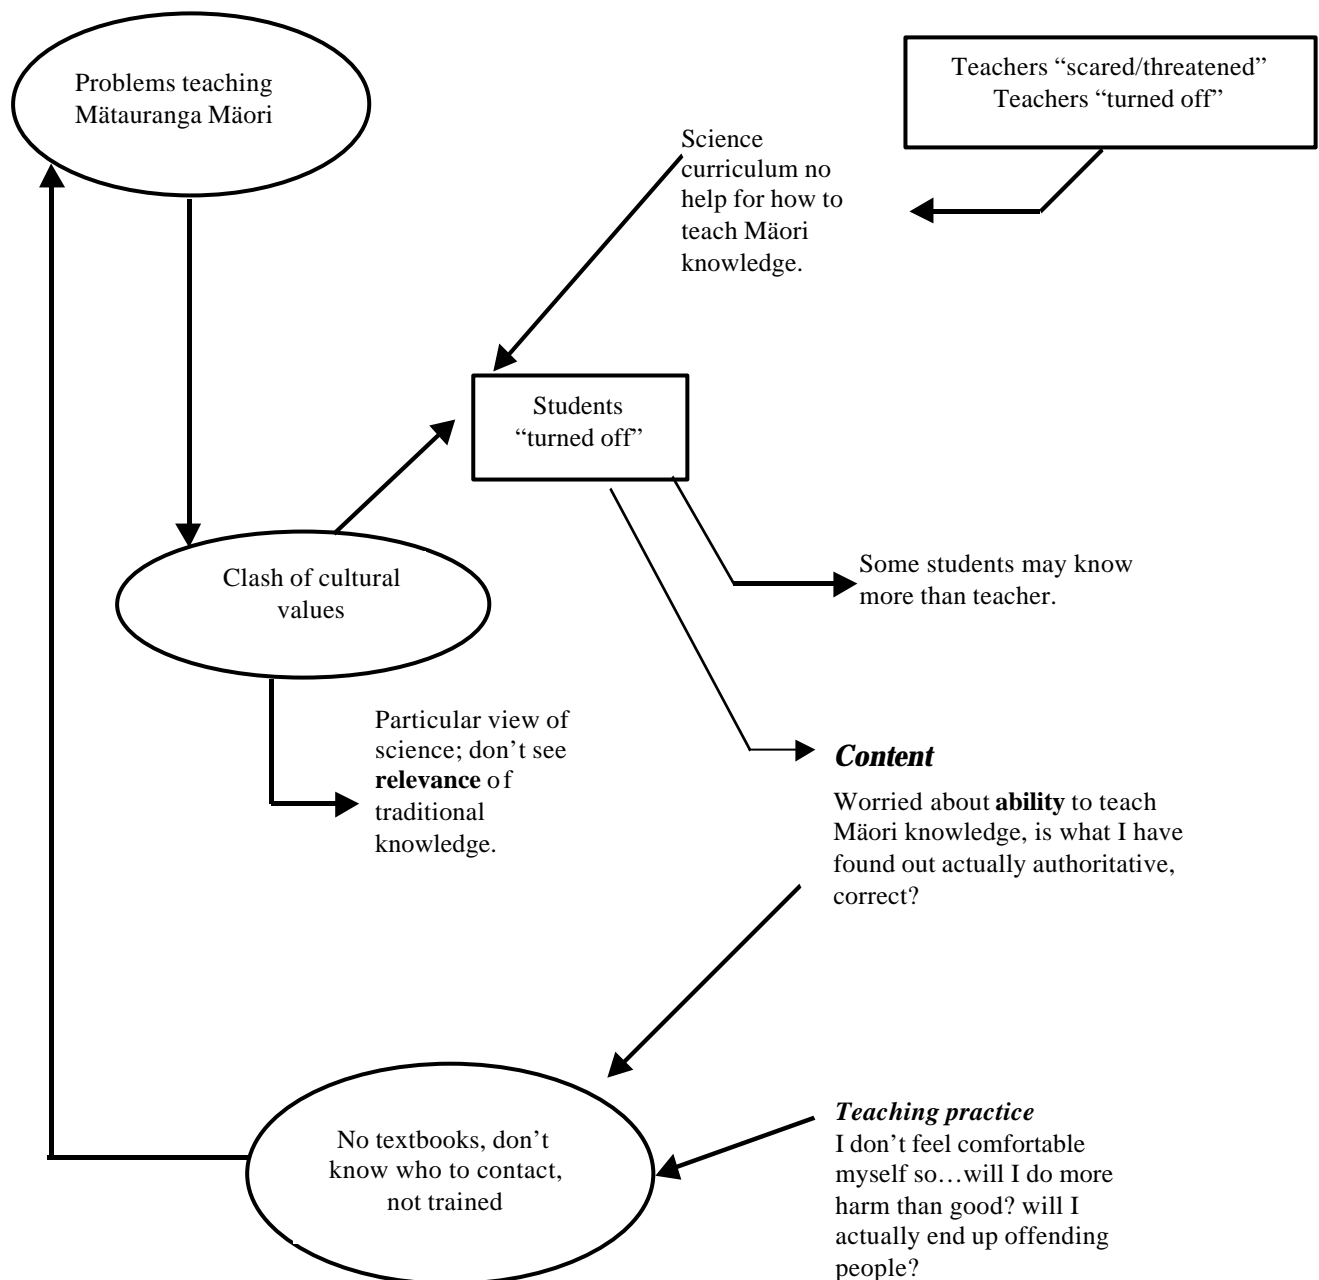 Problems teaching
Mätauranga Mäori
Teachers “scared/threatened”
Teachers “turned off”
Science
curriculum no
help for how to
teach Mäori
knowledge.
Students
“turned off”
Clash of cultural
values
Some students may know
more than teacher.
Particular view of
science; don’t see
relevance of
traditional
knowledge.
Content
Worried about ability to teach
Mäori knowledge, is what I have
found out actually authoritative,
correct?
No textbooks, don’t
know who to contact,
not trained
Teaching practice
I don’t feel comfortable
myself so…will I do more
harm than good? will I
actually end up offending
people?